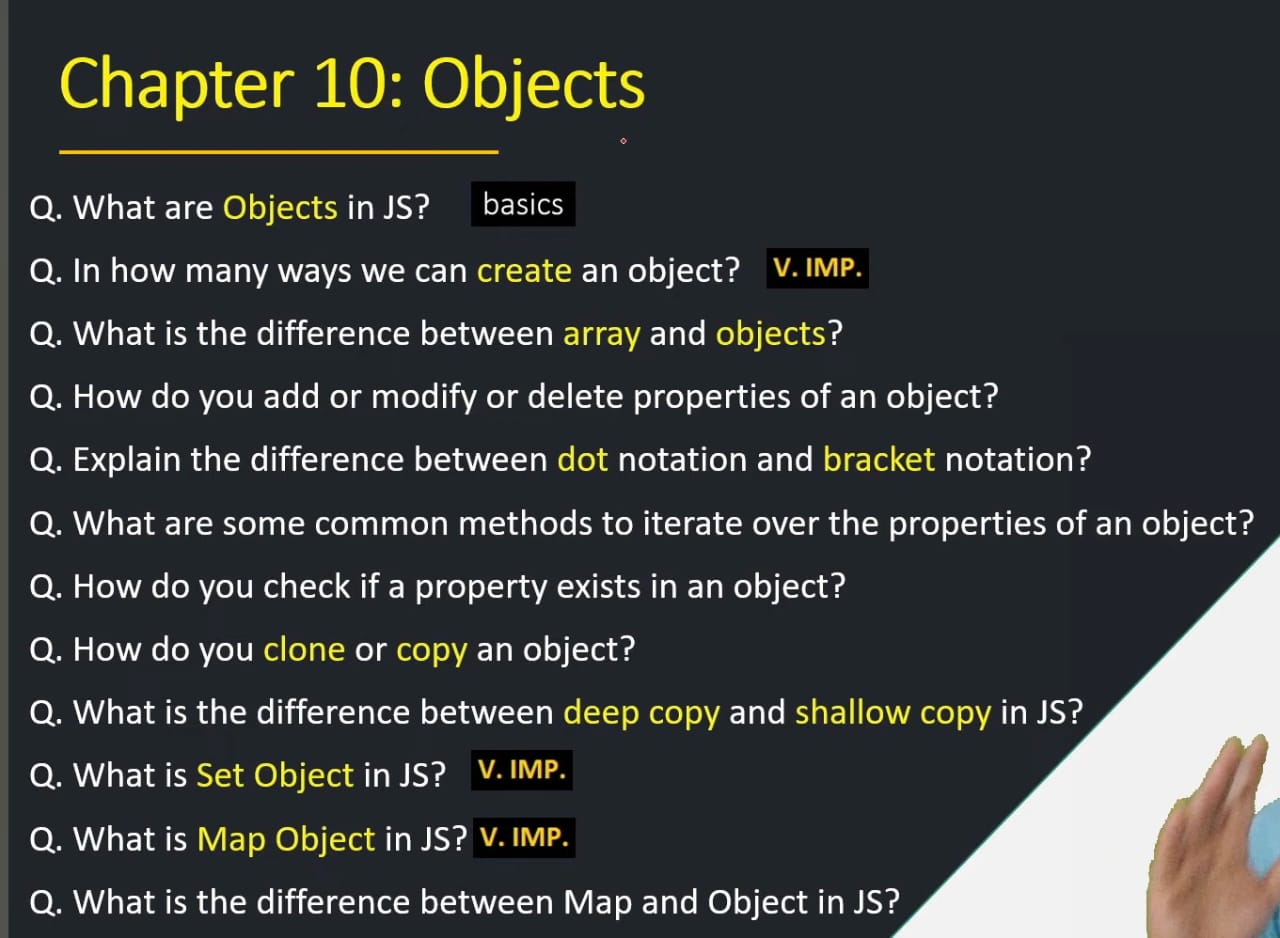 Chapter 10: Objects
Q. What are Objects in JS? basics
Q. In how many ways we can create an object? V. IMP.
Q. What is the difference between array and objects?
Q. How do you add or modify or delete properties of an object?
Q. Explain the difference between dot notation and bracket notation?
Q. What are some common methods to iterate over the properties of an object?
Q. How do you check if a property exists in an object?
Q. How do you clone or copy an object?
Q. What is the difference between deep copy and shallow copy in JS?
Q. What is Set Object in JS? V. IMP.
Q. What is Map Object in JS? V. IMP.
Q. What is the difference between Map and Object in JS?